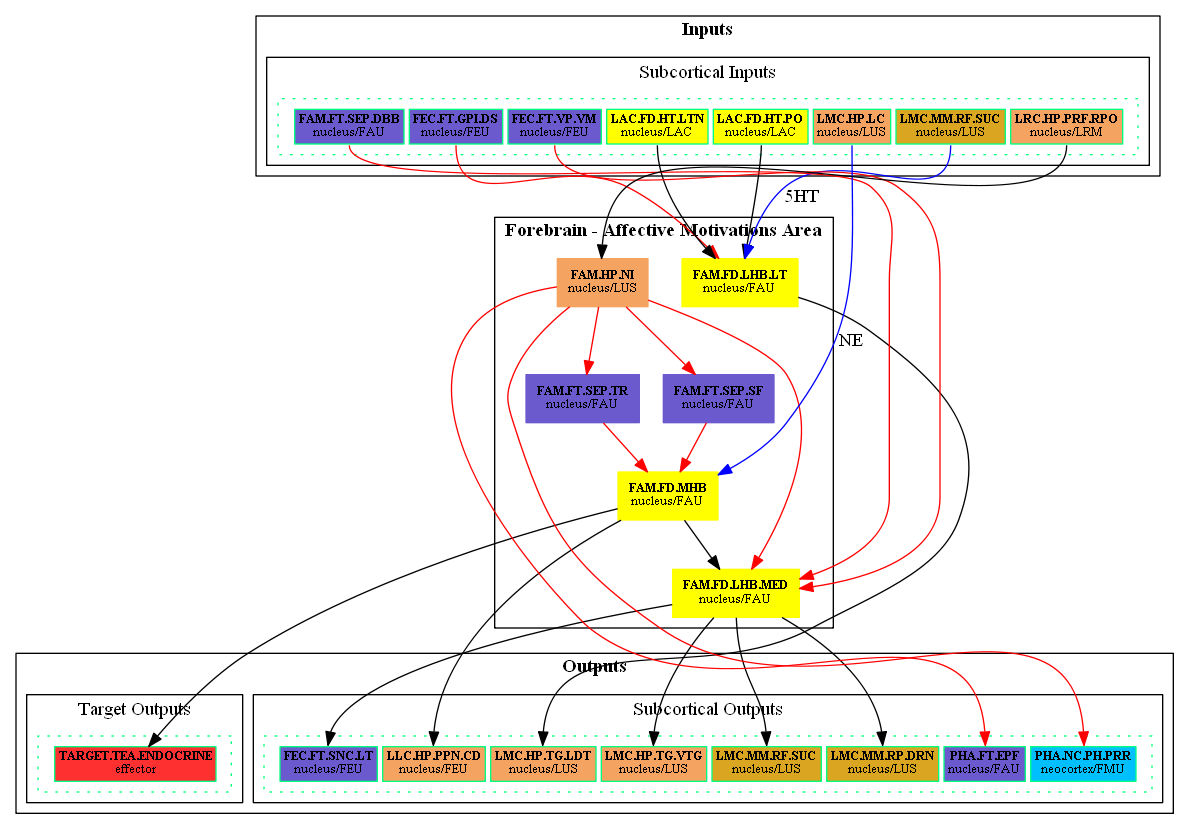 Inputs
Subcortical Inputs
FAM.FT.SEP.DBB
nucleus/FAU
FEC.FT.GPI.DS
nucleus/FEU
FEC.FT.VP.VM
nucleus/FEU
LAC.FD.HT.LTN
nucleus/LAC
LAC.FD.HT.PO
nucleus/LAC
LMC.HP.LC
nucleus/LUS
LMC.MM.RF.SUC
nucleus/LUS
LRC.HP.PRF.RPO
nucleus/LRM
5HT
Forebrain - Affective Motivations Area
FAM.HP.NI
nucleus/LUS
FAM.FD.LHB.LT
nucleus/FAU
NE
FAM.FT.SEP.TR
nucleus/FAU
FAM.FT.SEP.SF
nucleus/FAU
FAM.FD.MHB
nucleus/FAU
FAM.FD.LHB.MED
nucleus/FAU
Outputs
Target Outputs
TARGET.TEA.ENDOCRINE
effector
Subcortical Outputs
FEC.FT.SNC.LT
nucleus/FEU
LLC.HP.PPN.CD
nucleus/FEU
LMC.HP.TG.LDT
nucleus/LUS
LMC.HP.TG.VTG
nucleus/LUS
LMC.MM.RF.SUC
nucleus/LUS
LMC.MM.RP.DRN
nucleus/LUS
PHA.FT.EPF
nucleus/FAU
PHA.NC.PH.PRR
neocortex/FMU